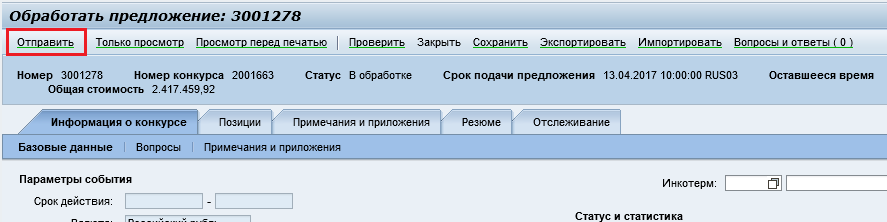 Обработать предложение: 3001278
Отправить Только просмотр Просмотр перед печатью Проверить Закрыть Сохранить Экспортировать Импортировать Вопросы и ответы ( 0 )
Номер 3001278 Номер конкурса 2001663 Статус В обработке Срок подачи предложения 13.04.2017 10:00:00 RUS03 Оставшееся время
Общая стоимость 2.417.459,92
Информация о конкурсе Позиции Примечания и приложения Резюме Отслеживание
Базовые данные Вопросы Примечания и приложения
Параметры события
Инкотерм:
Срок действия: -
Статус и статистика
Валюта: Российский рубль